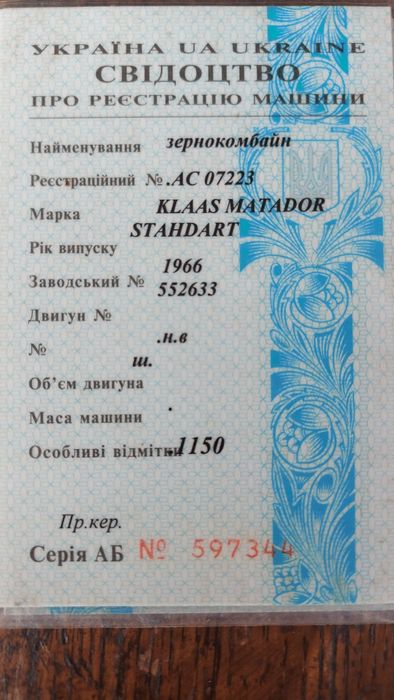 УКРАЇНА UA UKRAINE
СВІДОЦТВО
ПРО РЕЄСТРАЦІЮ МАШИНИ
Найменування зернокомбайн
Реєстраційний № .АС 07223
Марка KLAAS MATADOR
STAHDART
Рік випуску
1966
Заводський № 552633
Двигун №
.н.в
№
ш.
Об'єм двигуна
Маса машини .
Особливі відмітки .1150
Пр.кер.
Серія АБ № 597344